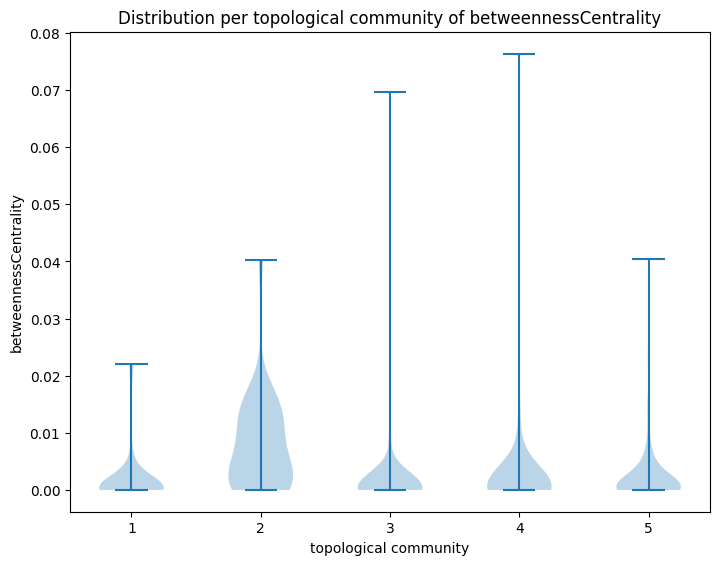 Distribution per topological community of betweennessCentrality
betweennessCentrality
0.08
0.07
0.06
0.05
0.04
0.03
0.02
0.01
0.00
1 2 3 4 5
topological community